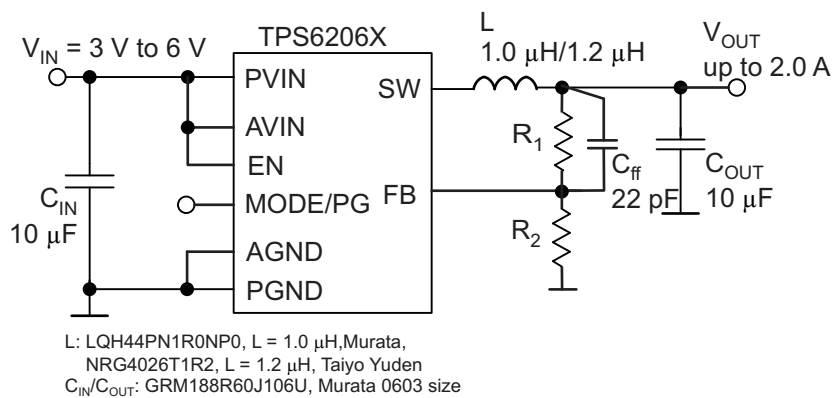 TPS6206X
V_IN = 3 V to 6 V
L
1.0 μH/1.2 μH
V_OUT
up to 2.0 A
PVIN
SW
AVIN
EN
R_1
C_IN
10 μF
MODE/PG
FB
C_ff
22 pF
C_OUT
10 μF
AGND
R_2
PGND
L: LQH44PN1R0NP0, L = 1.0 μH,Murata,
NRG4026T1R2, L = 1.2 μH, Taiyo Yuden
C_IN/C_OUT: GRM188R60J106U, Murata 0603 size